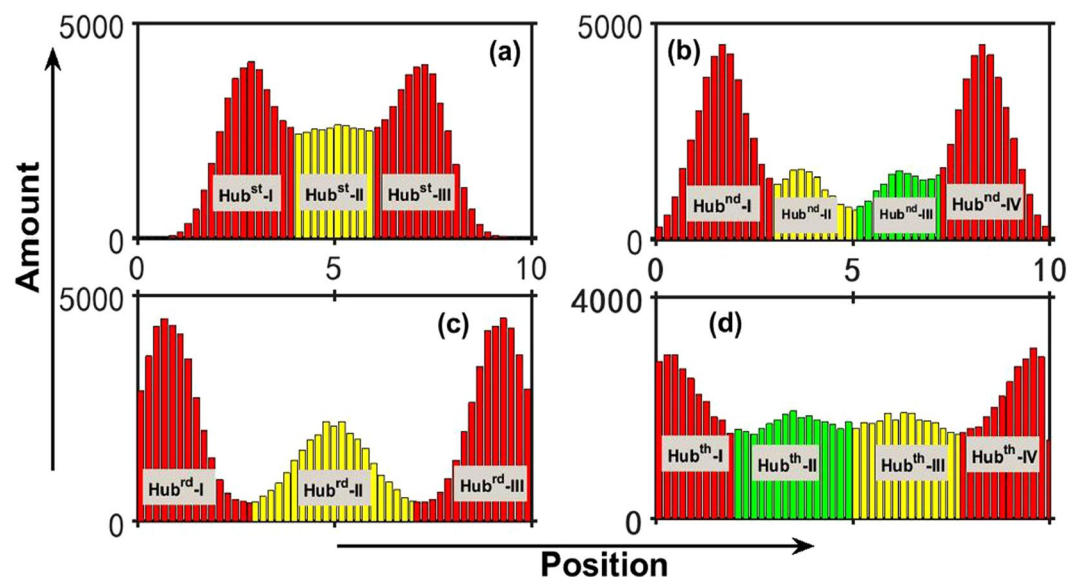 5000
(a)
Hub^st-I
Hub^st-II
Hub^st-III
0
0
5
10
5000
(b)
Hub^nd-I
Hub^nd-II
Hub^nd-III
Hub^nd-IV
0
0
5
10
Amount
5000
(c)
Hub^rd-I
Hub^rd-II
Hub^rd-III
0
4000
(d)
Hub^th-I
Hub^th-II
Hub^th-III
Hub^th-IV
0
Position